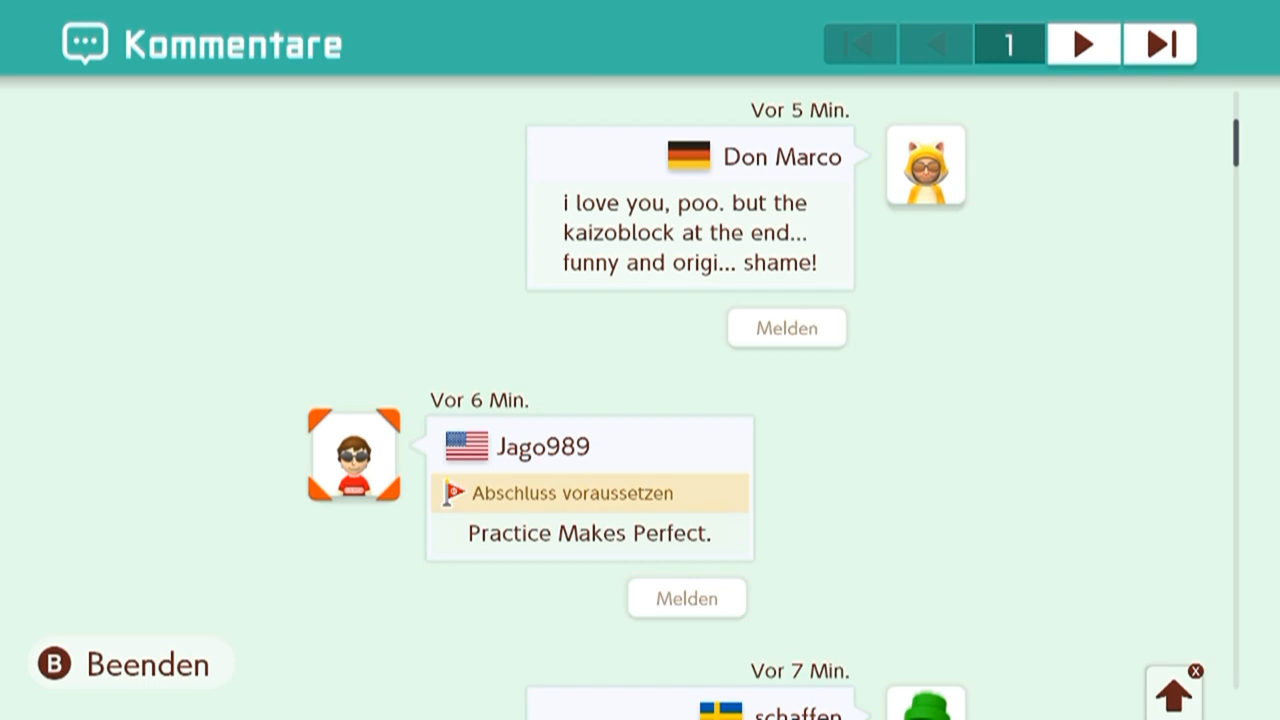 Kommentare
1
Vor 5 Min.
Don Marco
i love you, poo. but the
kaizoblock at the end...
funny and origi... shame!
Melden
Vor 6 Min.
Jago989
Abschluss voraussetzen
Practice Makes Perfect.
Melden
B Beenden
Vor 7 Min.
X
schaffen